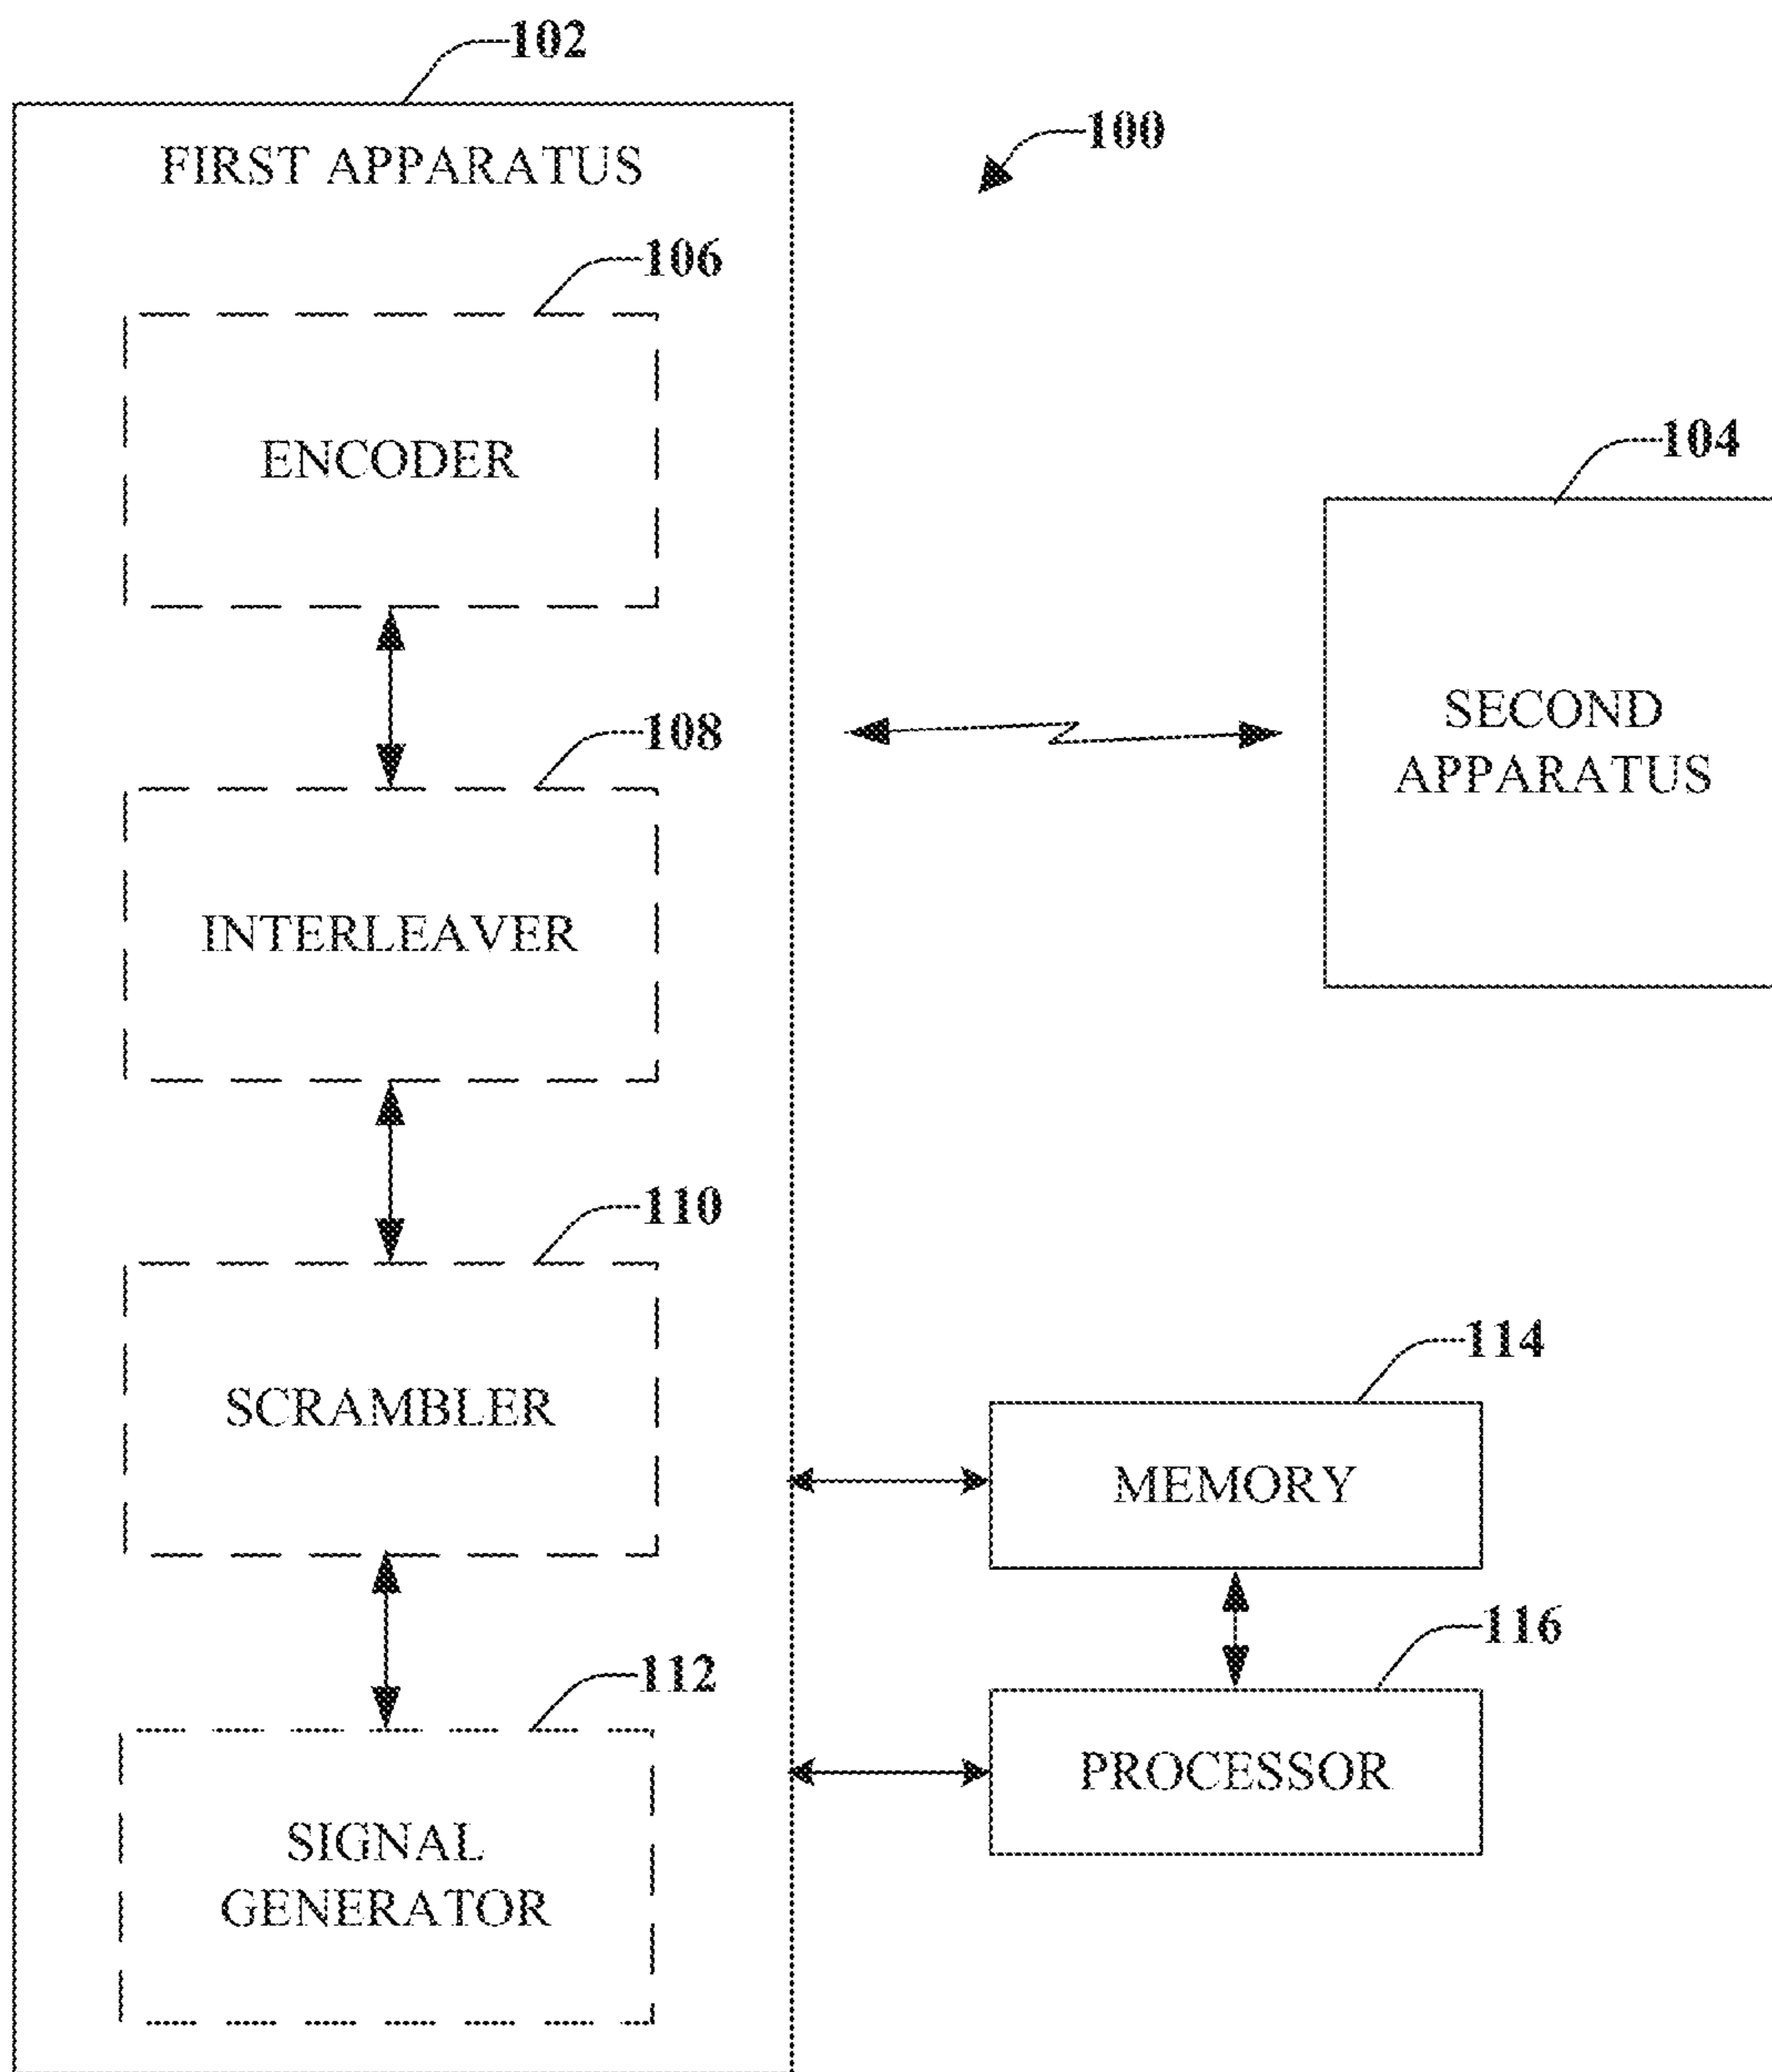 102
100
FIRST APPARATUS
106
ENCODER
104
SECOND
APPARATUS
108
INTERLEAVER
110
SCRAMBLER
114
MEMORY
116
PROCESSOR
112
SIGNAL
GENERATOR